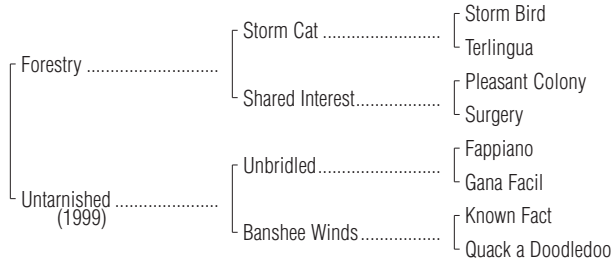 Storm Bird
Storm Cat ........................
Terlingua
Forestry ...........................
Pleasant Colony
Shared Interest.................
Surgery
Fappiano
Unbridled.........................
Gana Facil
Untarnished .....................
(1999)
Known Fact
Banshee Winds................
Quack a Doodledoo